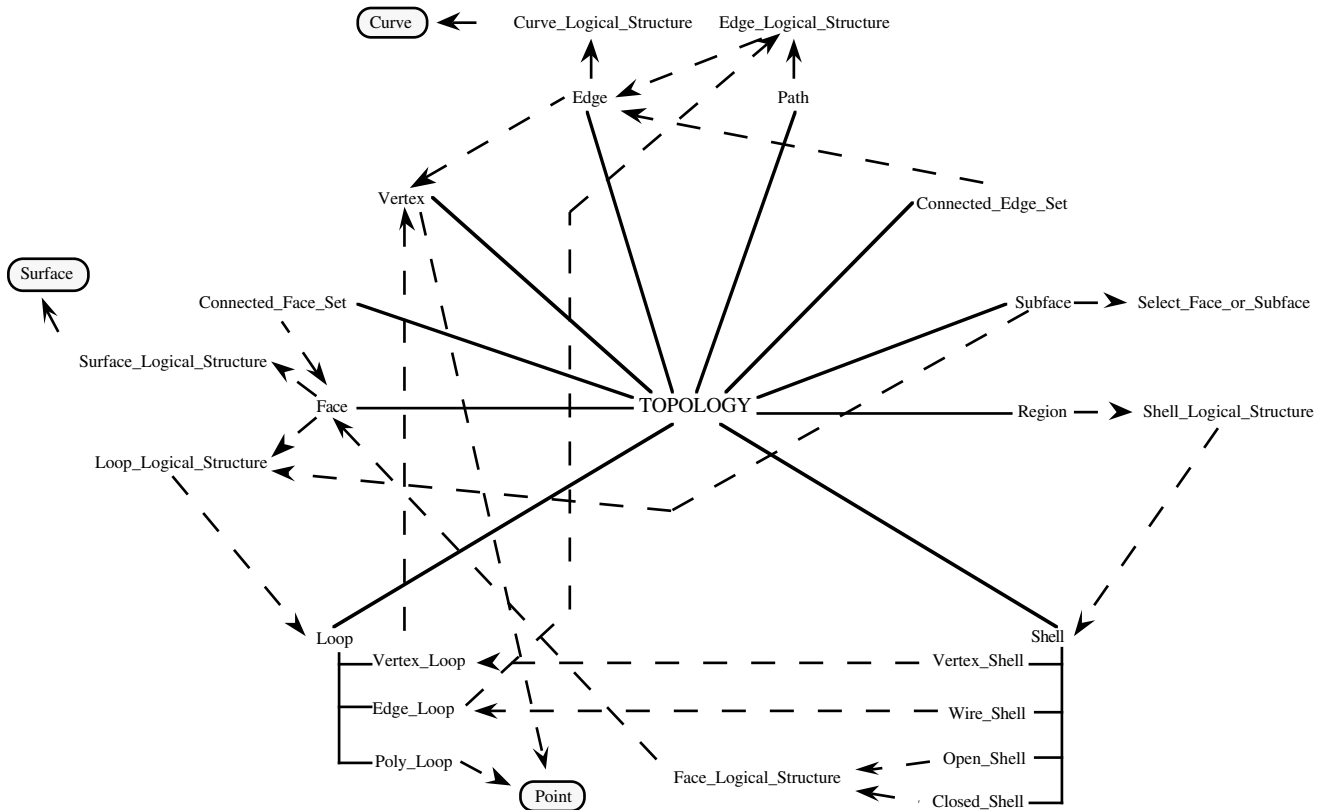 Curve
Curve_Logical_Structure
Edge_Logical_Structure
Edge
Path
Vertex
Connected_Edge_Set
Surface
Connected_Face_Set
Subface
Select_Face_or_Subface
Surface_Logical_Structure
Face
TOPOLOGY
Region
Shell_Logical_Structure
Loop_Logical_Structure
Loop
Shell
Vertex_Loop
Vertex_Shell
Edge_Loop
Wire_Shell
Poly_Loop
Open_Shell
Face_Logical_Structure
Point
Closed_Shell